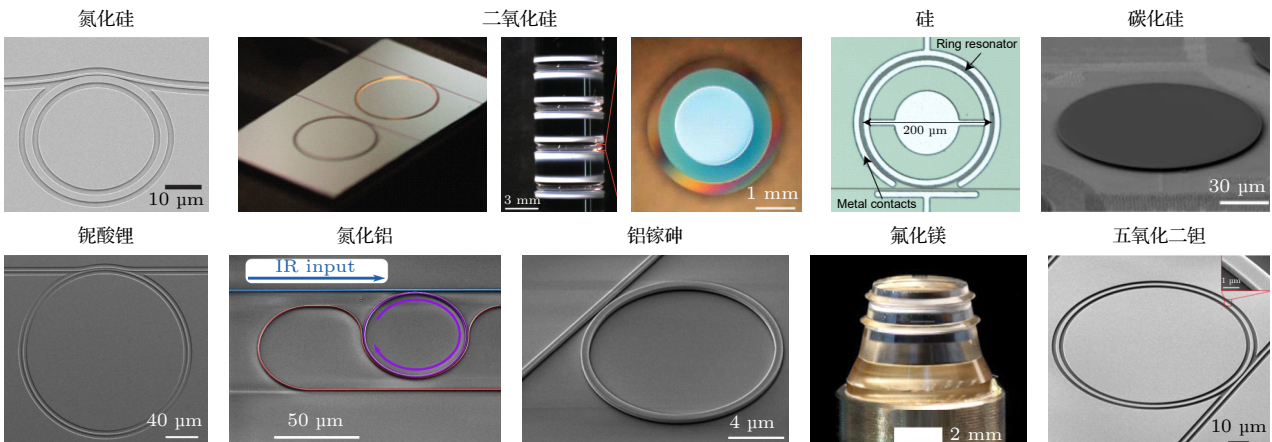 氮化硅
二氧化硅
硅
碳化硅
10 µm
3 mm
1 mm
Ring resonator
200 µm
Metal contacts
30 µm
铌酸锂
氮化铝
铝镓砷
氟化镁
五氧化二钽
40 µm
IR input
50 µm
4 µm
2 mm
1 µm
10 µm